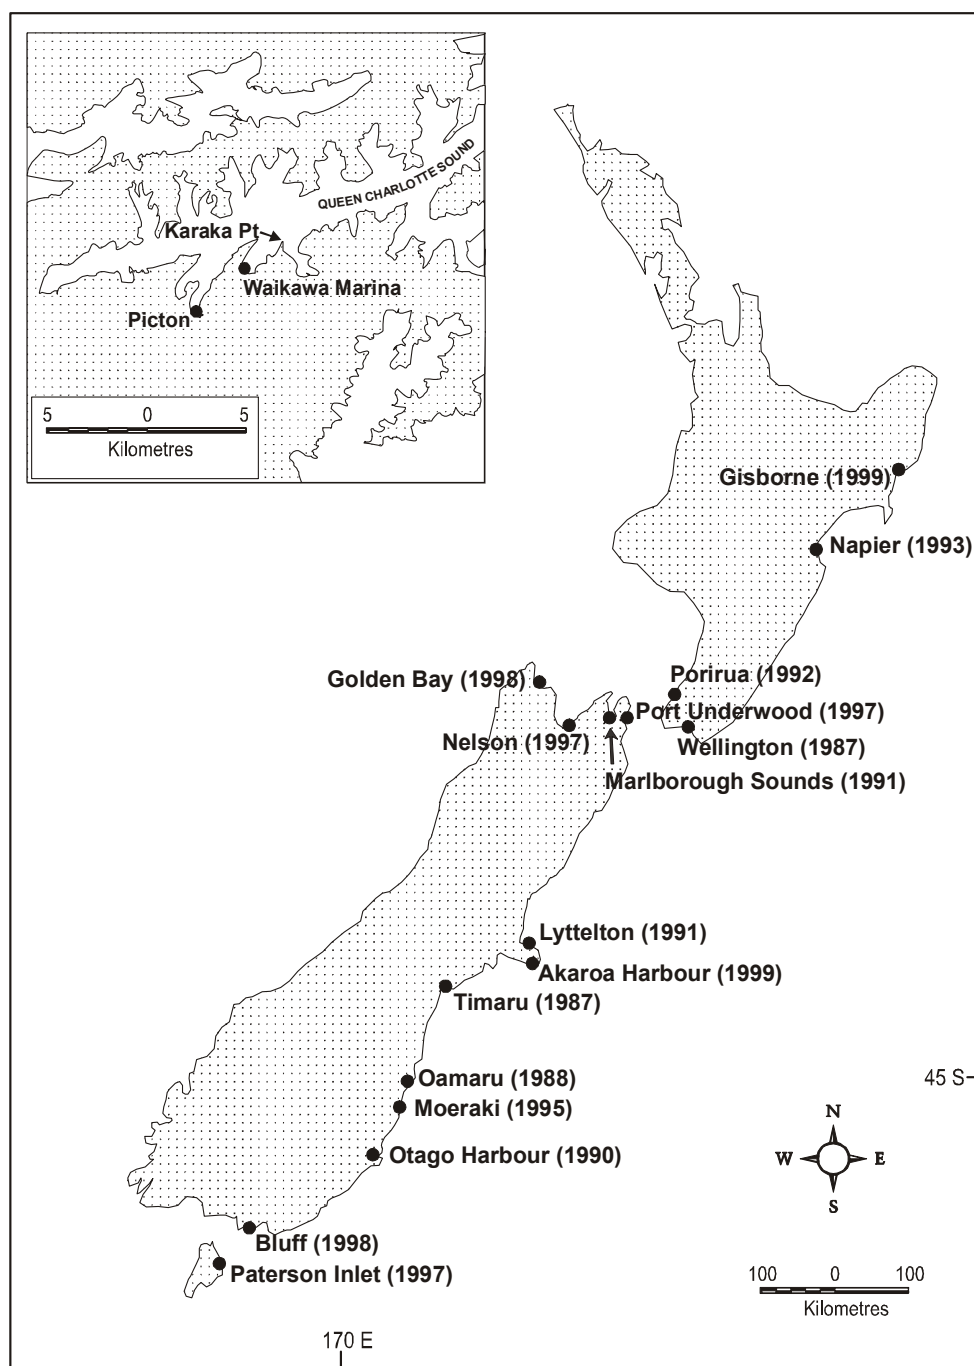 QUEEN CHARLOTTE SOUND
Karaka Pt
Waikawa Marina
Picton
5 0 5
Kilometres
Gisborne (1999)
Napier (1993)
Porirua (1992)
Golden Bay (1998)
Port Underwood (1997)
Nelson (1997)
Wellington (1987)
Marlborough Sounds (1991)
Lyttelton (1991)
Akaroa Harbour (1999)
Timaru (1987)
Oamaru (1988)
45 S
Moeraki (1995)
N
W E
S
Otago Harbour (1990)
Bluff (1998)
Paterson Inlet (1997)
100 0 100
Kilometres
170 E